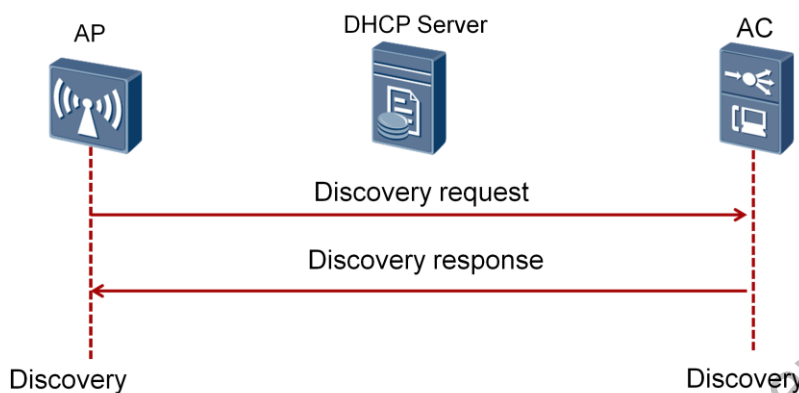 AP
DHCP Server
AC
Discovery request
Discovery response
Discovery
Discovery